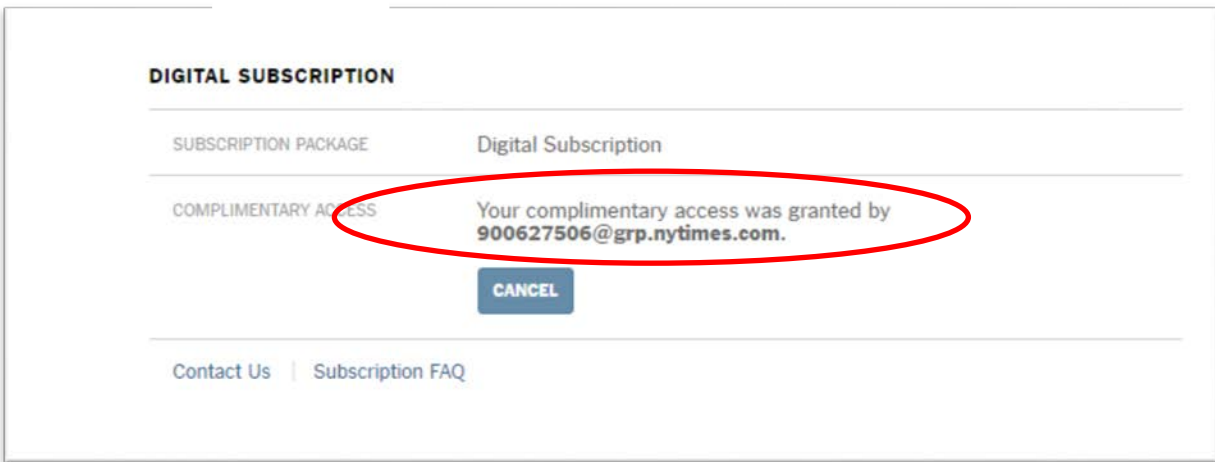 DIGITAL SUBSCRIPTION
SUBSCRIPTION PACKAGE Digital Subscription
COMPLIMENTARY ACCESS Your complimentary access was granted by
900627506@grp.nytimes.com.
CANCEL
Contact Us | Subscription FAQ